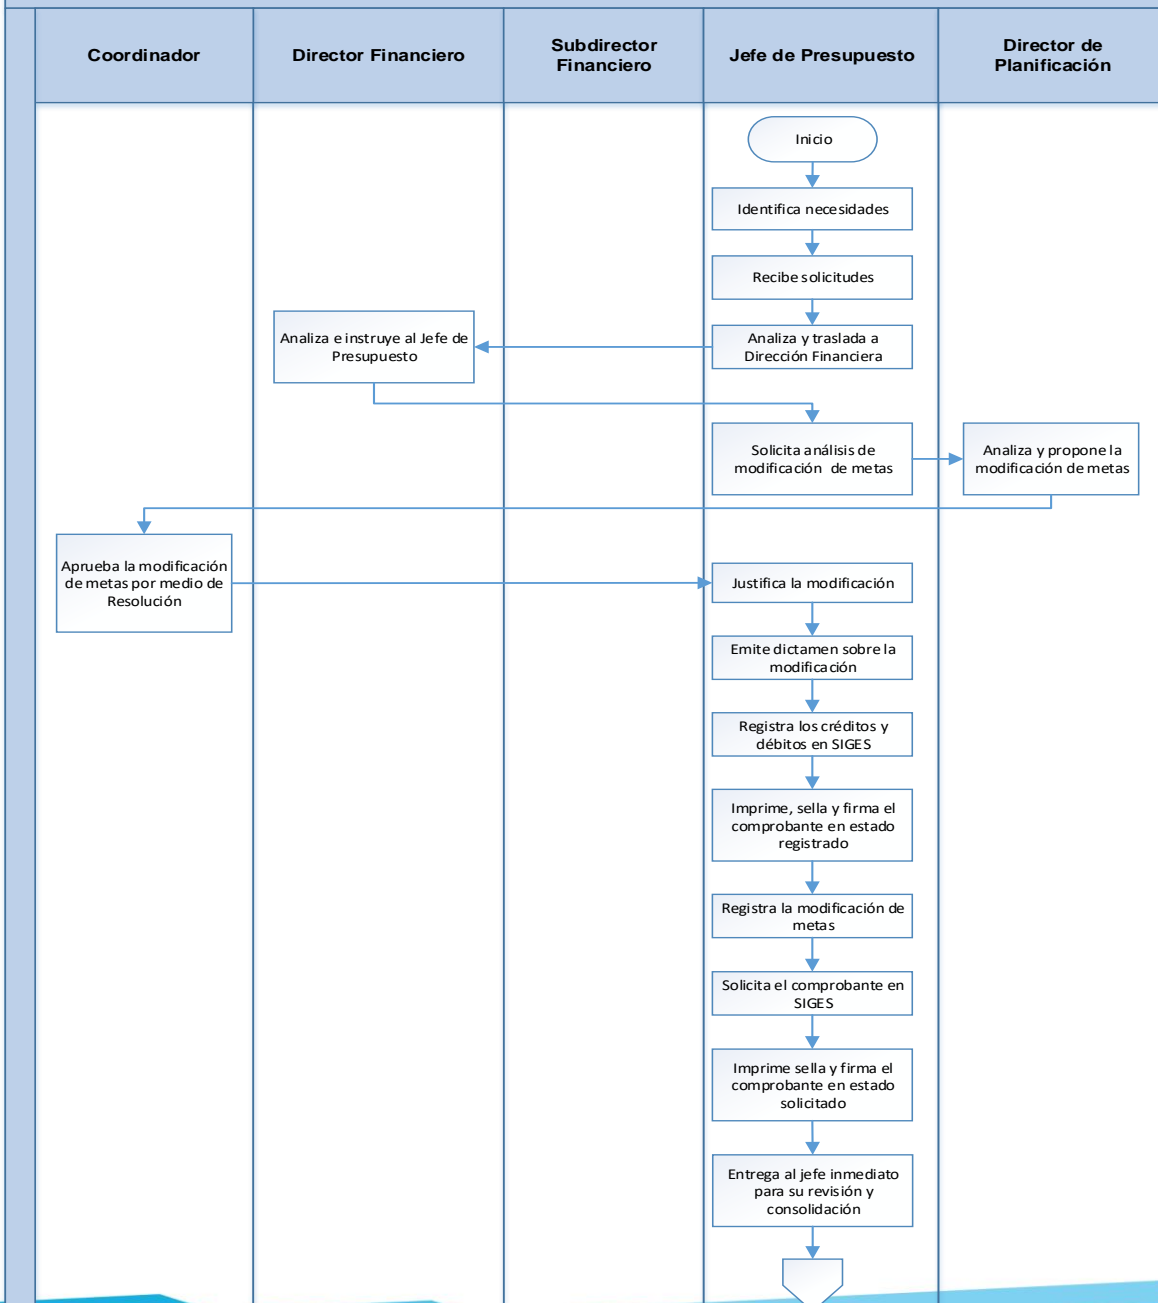 Coordinador
Director Financiero
Subdirector
Financiero
Jefe de Presupuesto
Director de
Planificación
Inicio
Identifica necesidades
Recibe solicitudes
Analiza y traslada a
Dirección Financiera
Analiza e instruye al Jefe de
Presupuesto
Solicita análisis de
modificación de metas
Analiza y propone la
modificación de metas
Aprueba la modificación
de metas por medio de
Resolución
Justifica la modificación
Emite dictamen sobre la
modificación
Registra los créditos y
débitos en SIGES
Imprime, sella y firma el
comprobante en estado
registrado
Registra la modificación de
metas
Solicita el comprobante en
SIGES
Imprime sella y firma el
comprobante en estado
solicitado
Entrega al jefe inmediato
para su revisión y
consolidación